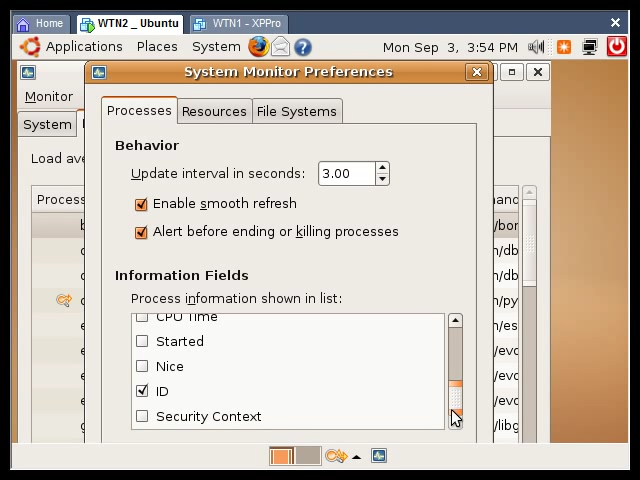 Home WTN2 _ Ubuntu WTN1 - XPPro
Applications Places System Mon Sep 3, 3:54 PM
System Monitor Preferences
Monitor
Processes Resources File Systems
System
Behavior
Load ave
Update interval in seconds: 3.00
Process
mand
Enable smooth refresh
/bor
Alert before ending or killing processes
n/db
n/db
Information Fields
Process information shown in list:
n/py
CPU Time
n/es
Started
/evo
Nice
/evo
ID
/evo
Security Context
/libg